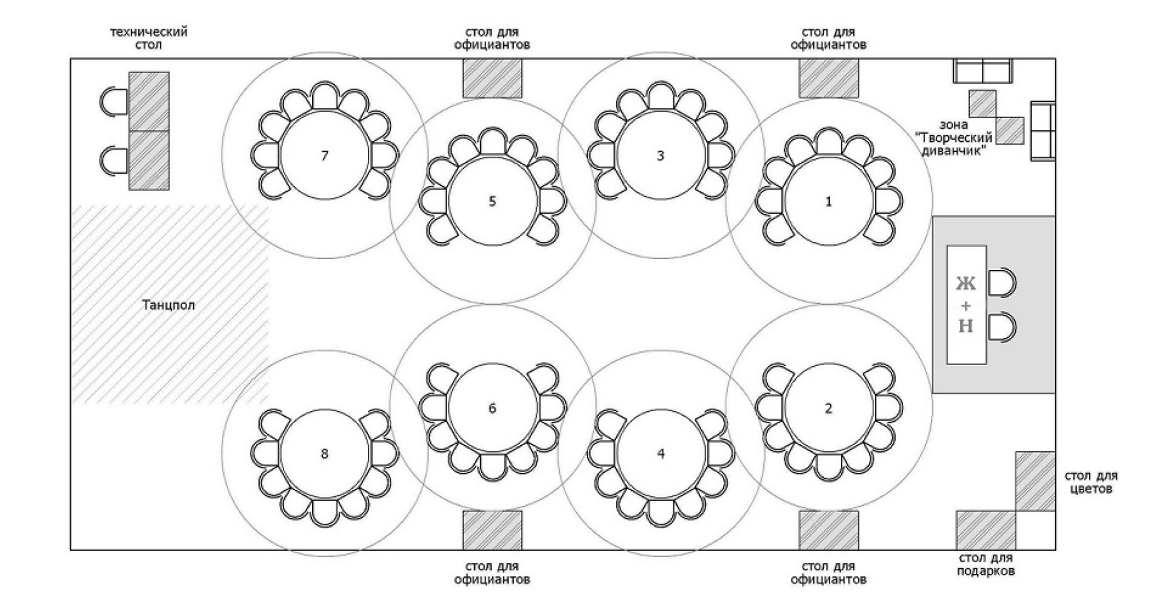 технический
стол
стол для
официантов
стол для
официантов
зона
"Творческий
диванчик"
7
3
5
1
Ж
+
Н
Танцпол
6
2
8
4
стол для
цветов
стол для
подарков
стол для
официантов
стол для
официантов